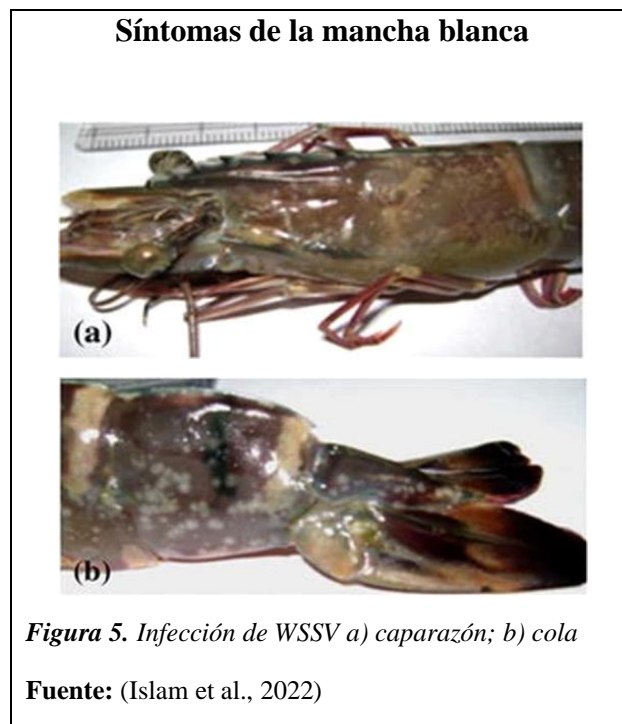 Síntomas de la mancha blanca
(a)
(b)
Figura 5. Infección de WSSV a) caparazón; b) cola
Fuente: (Islam et al., 2022)